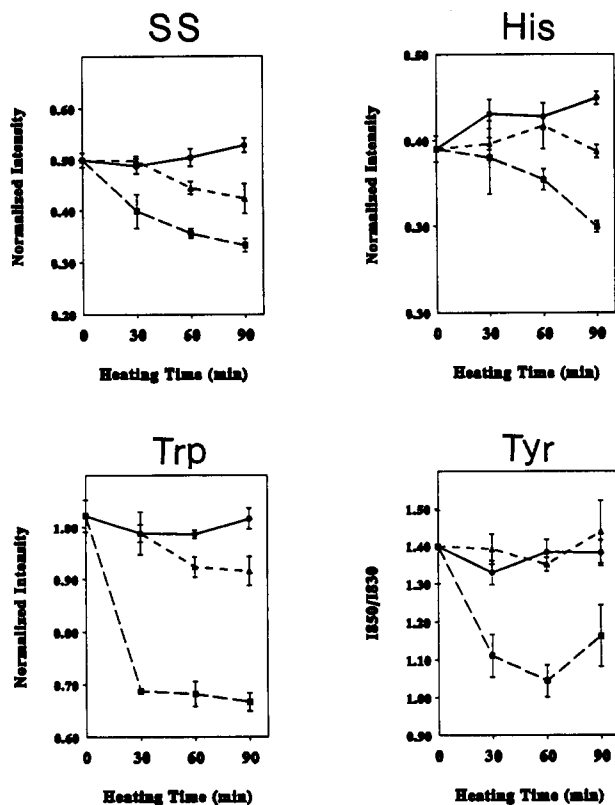 SS
Normalized Intensity
0.60
0.50
0.40
0.30
0.20
0 30 60 90
Heating Time (min)
His
Normalized Intensity
0.50
0.40
0.30
0 30 60 90
Heating Time (min)
Trp
Normalized Intensity
1.00
0.90
0.80
0.70
0.60
0 30 60 90
Heating Time (min)
Tyr
I850/I830
1.50
1.40
1.30
1.20
1.10
1.00
0.90
0 30 60 90
Heating Time (min)